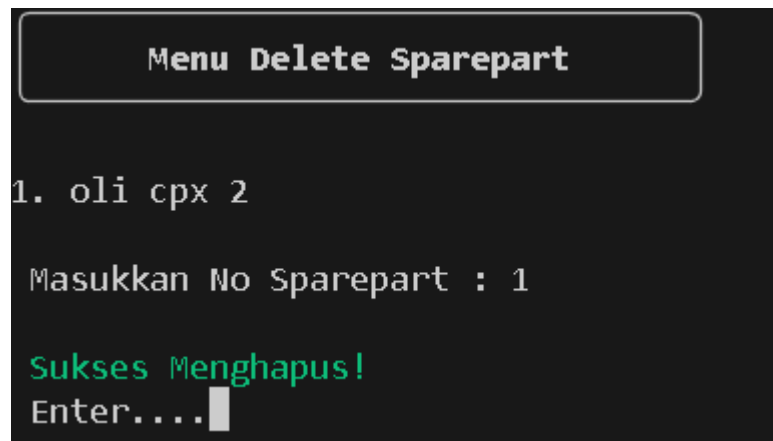 Menu Delete Sparepart
1. oli cpx 2
Masukkan No Sparepart : 1
Sukses Menghapus!
Enter....